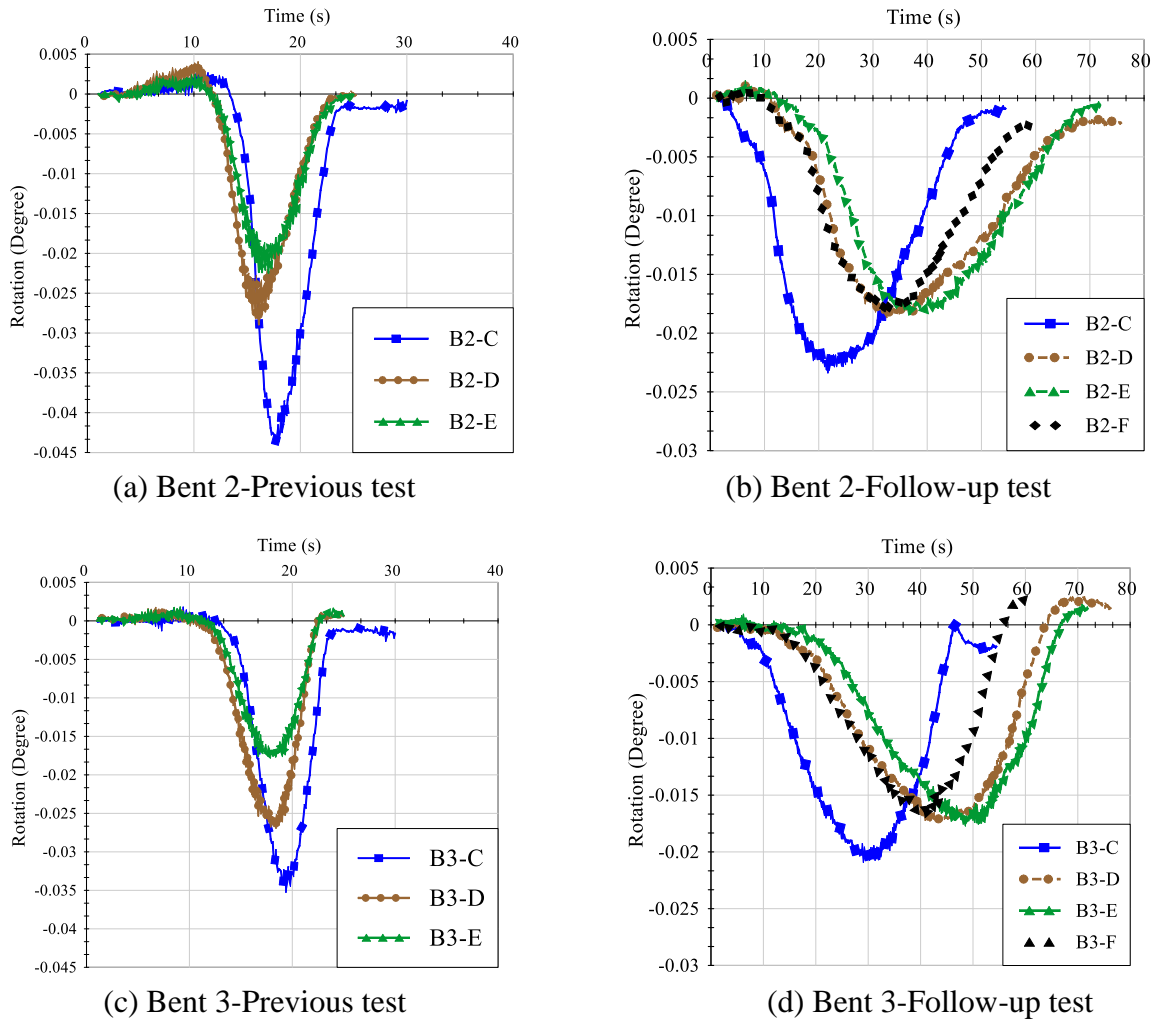 Time (s)
0 10 20 30 40
0.005
0
-0.005
-0.01
-0.015
-0.02
-0.025
-0.03
-0.035
-0.04
-0.045
Rotation (Degree)
B2-C
B2-D
B2-E
(a) Bent 2-Previous test
Time (s)
0 10 20 30 40 50 60 70 80
0.005
0
-0.005
-0.01
-0.015
-0.02
-0.025
-0.03
Rotation (Degree)
B2-C
B2-D
B2-E
B2-F
(b) Bent 2-Follow-up test
Time (s)
0 10 20 30 40
0.005
0
-0.005
-0.01
-0.015
-0.02
-0.025
-0.03
-0.035
-0.04
-0.045
Rotation (Degree)
B3-C
B3-D
B3-E
(c) Bent 3-Previous test
Time (s)
0 10 20 30 40 50 60 70 80
0.005
0
-0.005
-0.01
-0.015
-0.02
-0.025
-0.03
Rotation (Degree)
B3-C
B3-D
B3-E
B3-F
(d) Bent 3-Follow-up test